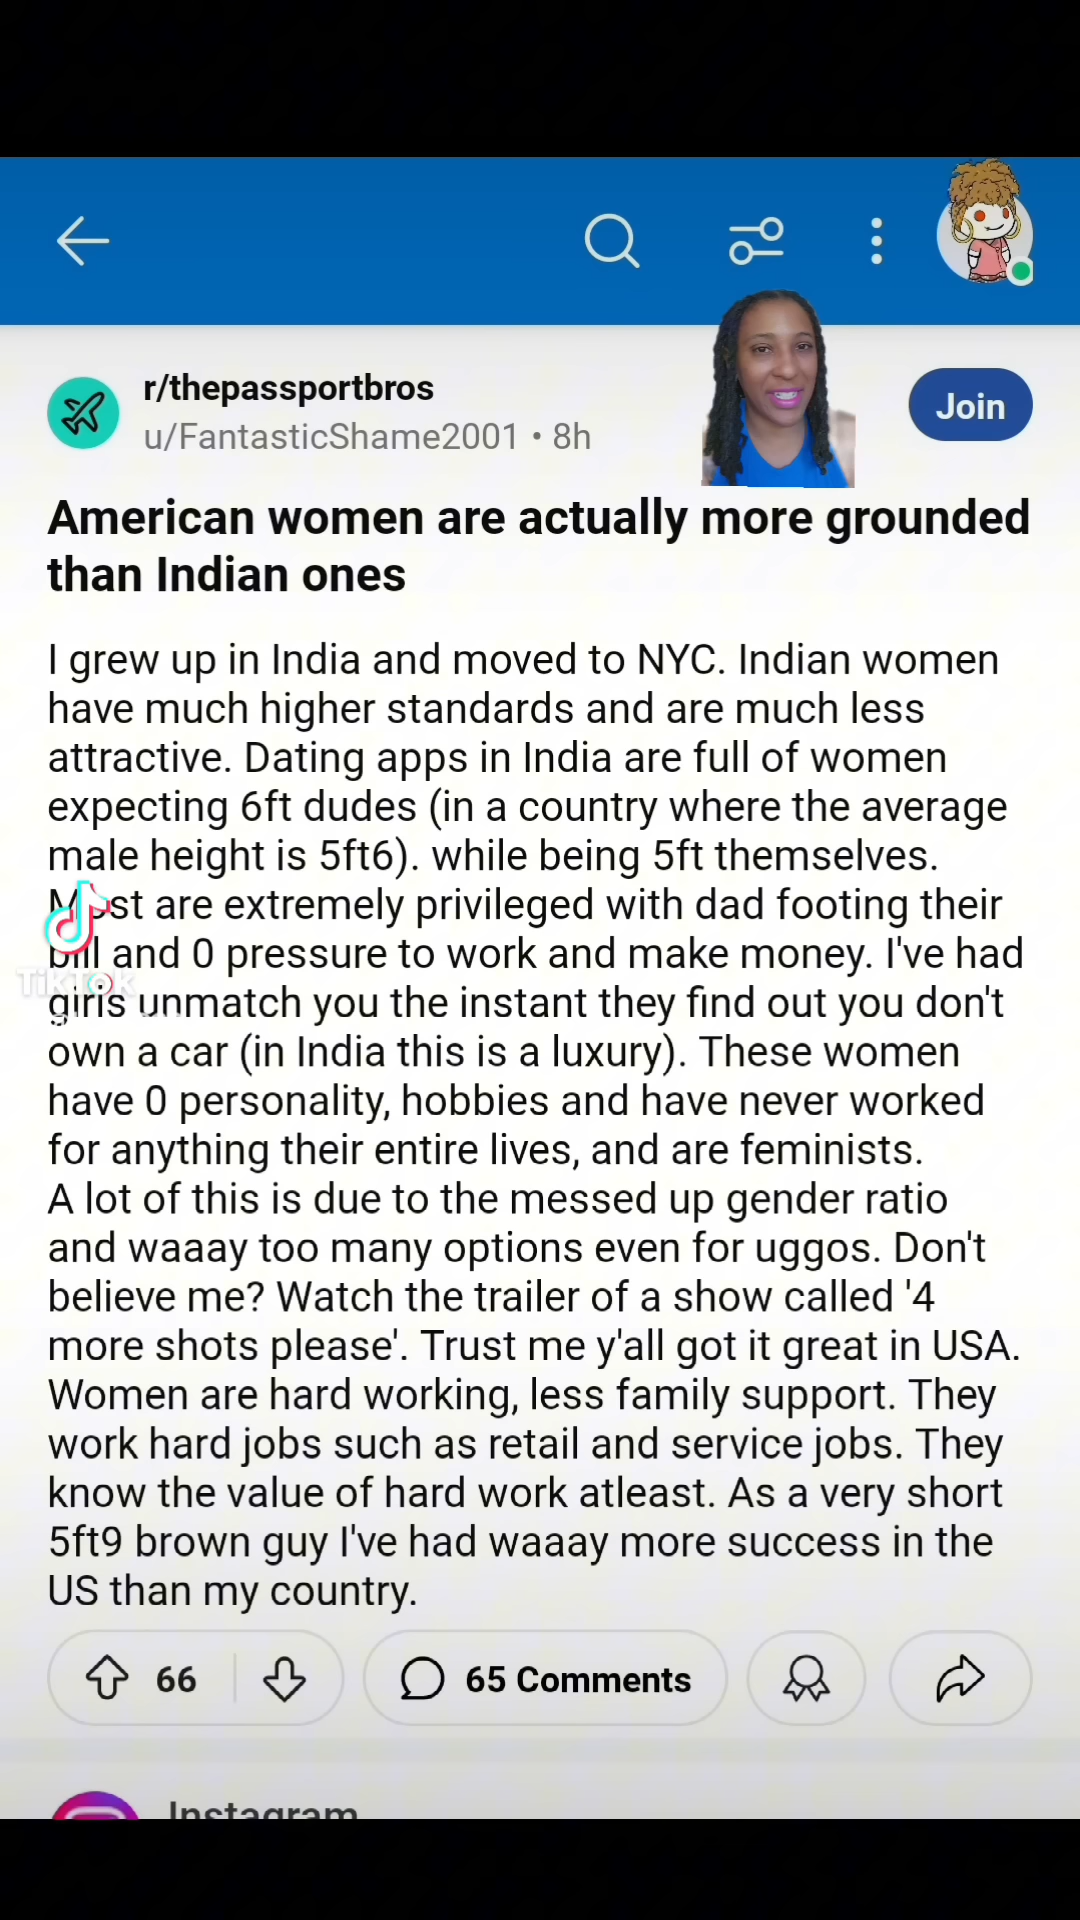 r/thepassportbros
u/FantasticShame2001 • 8h
Join
American women are actually more grounded
than Indian ones
I grew up in India and moved to NYC. Indian women
have much higher standards and are much less
attractive. Dating apps in India are full of women
expecting 6ft dudes (in a country where the average
male height is 5ft6). while being 5ft themselves.
Most are extremely privileged with dad footing their
bill and 0 pressure to work and make money. I've had
TikTok
girls unmatch you the instant they find out you don't
own a car (in India this is a luxury). These women
have 0 personality, hobbies and have never worked
for anything their entire lives, and are feminists.
A lot of this is due to the messed up gender ratio
and waaay too many options even for uggos. Don't
believe me? Watch the trailer of a show called '4
more shots please'. Trust me y'all got it great in USA.
Women are hard working, less family support. They
work hard jobs such as retail and service jobs. They
know the value of hard work atleast. As a very short
5ft9 brown guy I've had waaay more success in the
US than my country.
66
65 Comments
Instagram